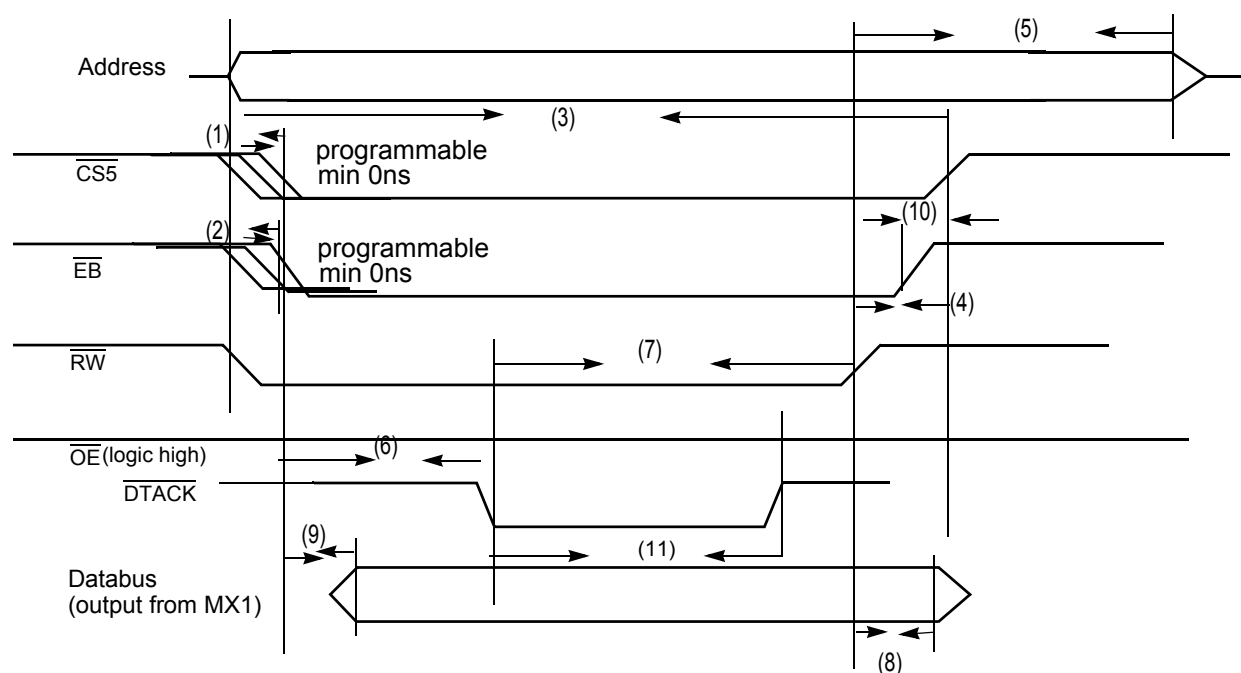 (5)
Address
(3)
(1)
programmable
min 0ns
CS5
(10)
(2)
programmable
min 0ns
EB
(4)
(7)
RW
OE (logic high)
(6)
DTACK
(9)
(11)
Databus
(output from MX1)
(8)